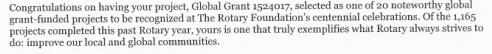 Congratulations on having your project, Global Grant 1524017, selected as one of 20 noteworthy global
grant-funded projects to be recognized at The Rotary Foundation's centennial celebrations. Of the 1,165
projects completed this past Rotary year, yours is one that truly exemplifies what Rotary always strives to
do: improve our local and global communities.